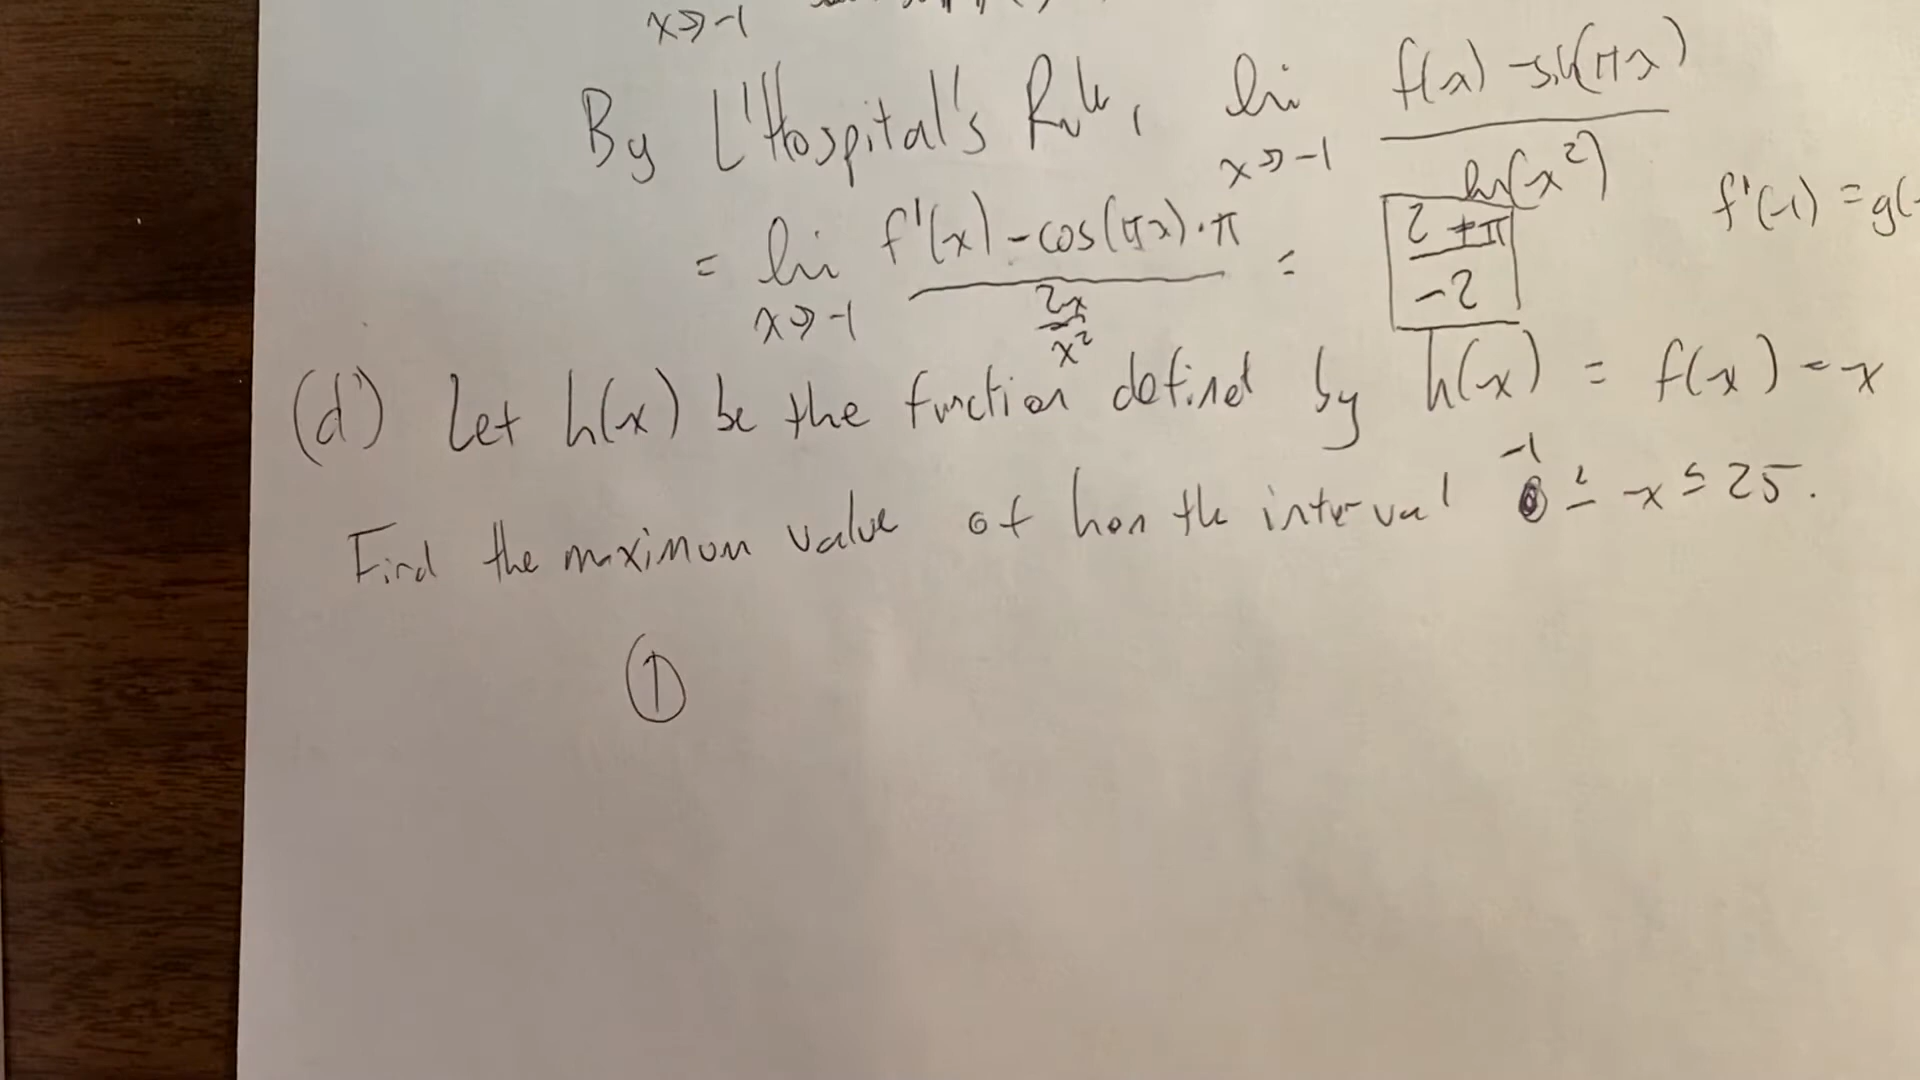 x→-1
By L'Hospital's Rule, lim x→-1 f(x) - sin(πx) / ln(x²)
= lim x→-1 f'(x) - cos(πx)·π / 2x/x² = 2+π / -2 f'(-1) = g(-
(d) Let h(x) be the function defined by h(x) = f(x) - x
Find the maximum value of h on the interval -1 ≤ x ≤ 25.
①